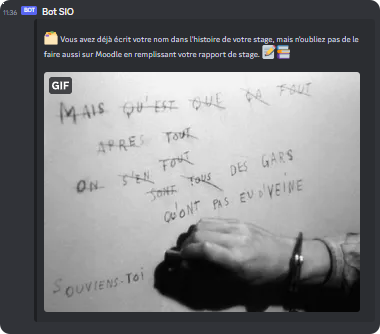 11:36 BOT Bot SIO
Vous avez déjà écrit votre nom dans l'histoire de votre stage, mais n'oubliez pas de le
faire aussi sur Moodle en remplissant votre rapport de stage.
GIF
MAIS QU'EST QUE ÇA FOUT
APRES TOUT
TOUT
ON S'EN TOUS DES GARS
SONT
QU'ONT PAS EU D'VEINE
SOUVIENS-TOI